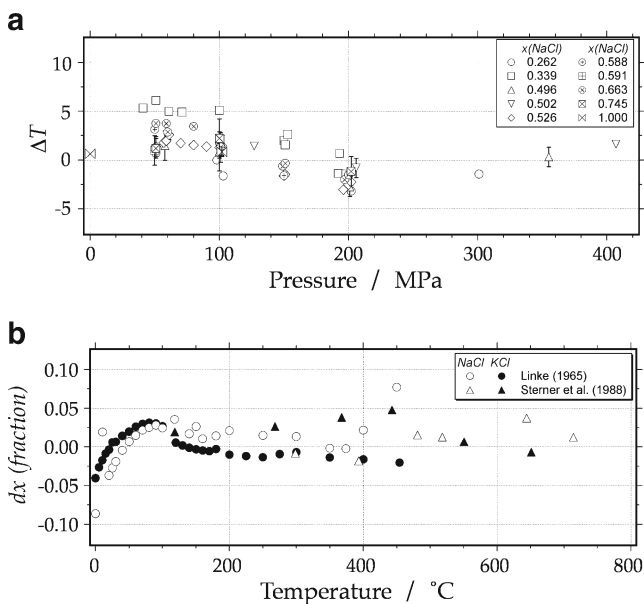 a
x(NaCl) x(NaCl)
0.262 0.588
0.339 0.591
0.496 0.663
0.502 0.745
0.526 1.000
10
5
0
-5
ΔT
0 100 200 300 400
Pressure / MPa
b
NaCl KCl
Linke (1965)
Sterner et al. (1988)
0.10
0.05
0.00
-0.05
-0.10
dx (fraction)
0 200 400 600 800
Temperature / °C